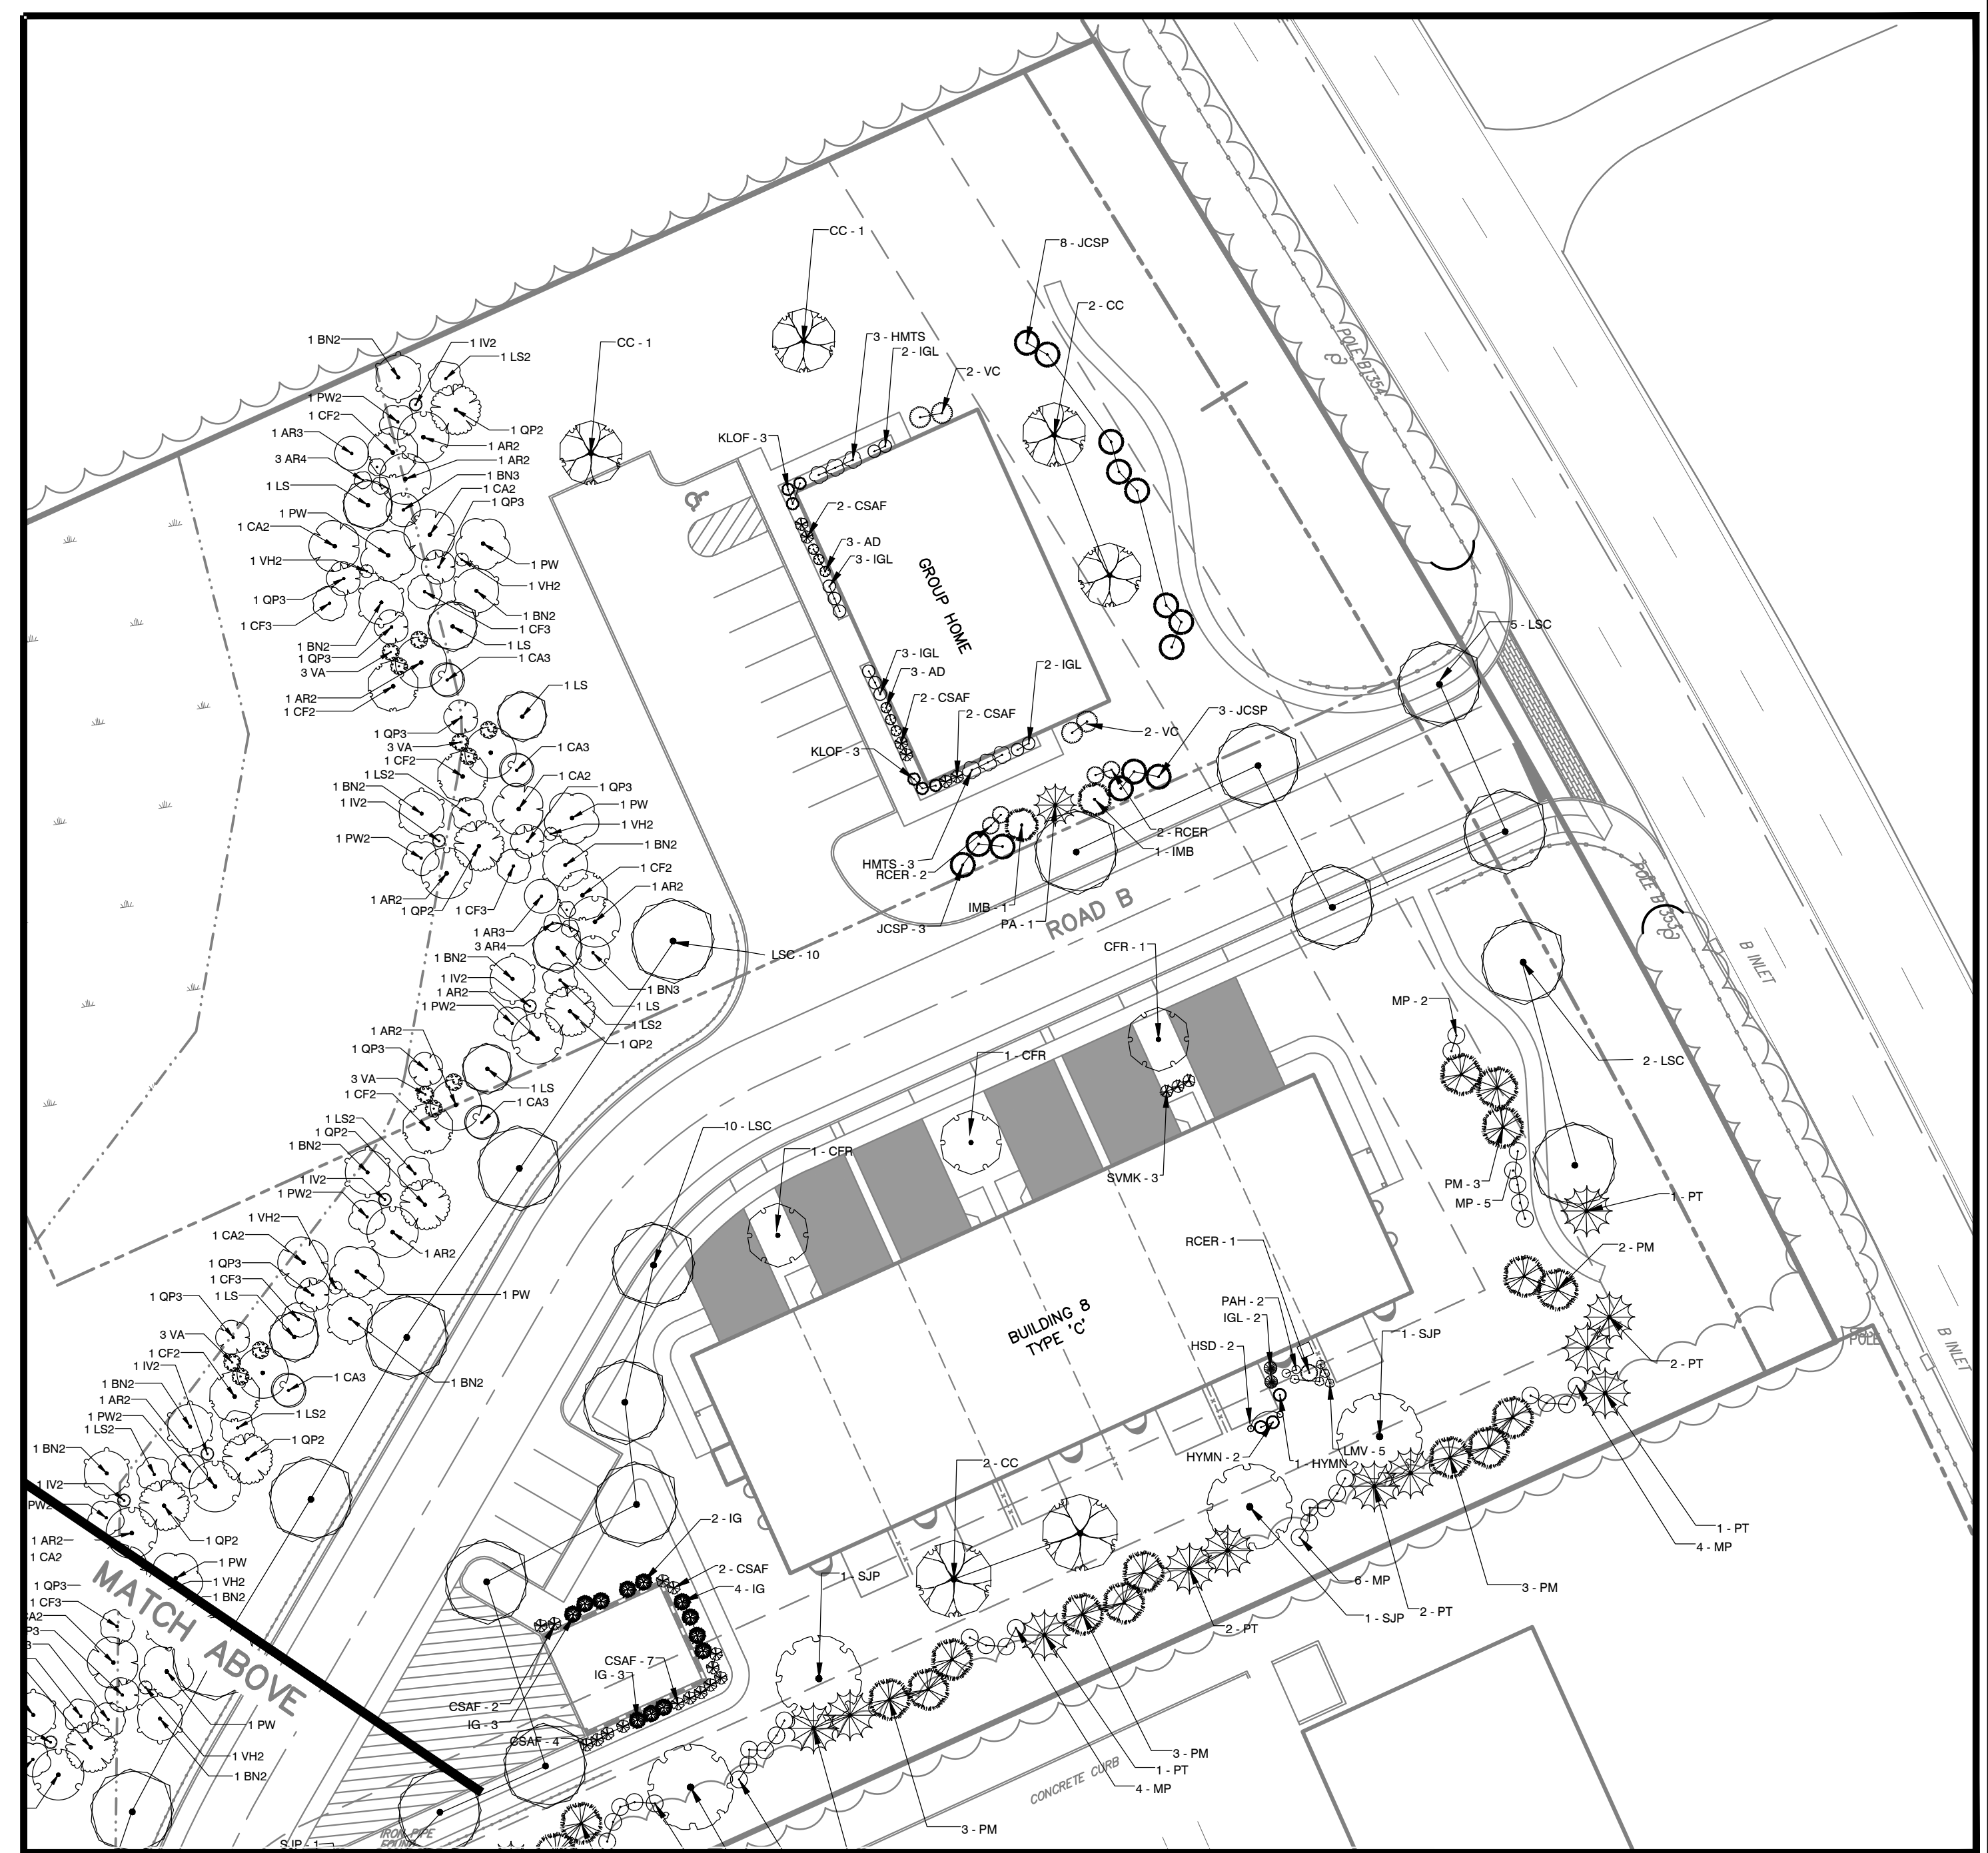 CC - 1
8 - JCSP
2 - CC
POLE BT354
1 BN2
1 IV2
1 LS2
CC - 1
3 - HMTS
2 - IGL
2 - VC
1 PW2
1 CF2
1 QP2
1 AR3
1 AR2
3 AR4
1 AR2
1 BN3
1 LS
1 CA2
1 QP3
1 PW
1 CA2
1 PW
1 VH2
1 VH2
1 QP3
1 BN2
1 CF3
1 CF3
1 BN2
1 LS
1 QP3
3 VA
1 CA3
1 AR2
1 CF2
KLOF - 3
2 - CSAF
3 - AD
3 - IGL
GROUP HOME
5 - LSC
3 - IGL
3 - AD
2 - IGL
2 - CSAF
2 - CSAF
3 - JCSP
2 - VC
KLOF - 3
1 LS
1 QP3
3 VA
1 CA3
1 CF2
1 LS2
1 CA2
1 BN2
1 QP3
1 IV2
1 PW
1 VH2
1 PW2
1 BN2
1 CF2
1 AR2
1 AR2
1 QP2
1 CF3
1 AR3
3 AR4
1 BN2
1 IV2
1 BN3
1 AR2
1 LS
1 PW2
1 LS2
1 QP2
HMTS - 3
RCER - 2
2 - RCER
1 - IMB
IMB - 1
PA - 1
JCSP - 3
ROAD B
LSC - 10
CFR - 1
POLE BT353
B INLET
MP - 2
2 - LSC
1 AR2
1 QP3
3 VA
1 LS
1 CF2
1 CA3
1 LS2
1 QP2
1 BN2
1 IV2
1 PW2
1 VH2
1 CA2
1 AR2
1 QP3
1 CF3
1 LS
1 PW
1 QP3
3 VA
1 CF2
1 IV2
1 CA3
1 BN2
1 BN2
1 AR2
1 PW2
1 LS2
1 LS2
1 BN2
1 QP2
1 IV2
1 QP2
1 AR2
1 CA2
1 PW
1 VH2
1 QP3
1 BN2
1 CF3
1 PW
1 VH2
1 BN2
MATCH ABOVE
1 - CFR
10 - LSC
1 - CFR
SVMK - 3
PM - 3
MP - 5
1 - PT
RCER - 1
2 - PM
PAH - 2
IGL - 2
HSD - 2
1 - SJP
BUILDING 8
TYPE 'C'
POLE
B INLET
2 - PT
HYMN - 2
1 - HYMN
LMV - 5
2 - CC
2 - IG
2 - CSAF
4 - IG
1 - SJP
1 - PT
4 - MP
6 - MP
3 - PM
2 - PT
1 - SJP
2 - PT
CSAF - 7
IG - 3
CSAF - 2
IG - 3
CSAF - 4
3 - PM
1 - PT
4 - MP
3 - PM
CONCRETE CURB
IRON PIPE
FOUND
SJP - 1